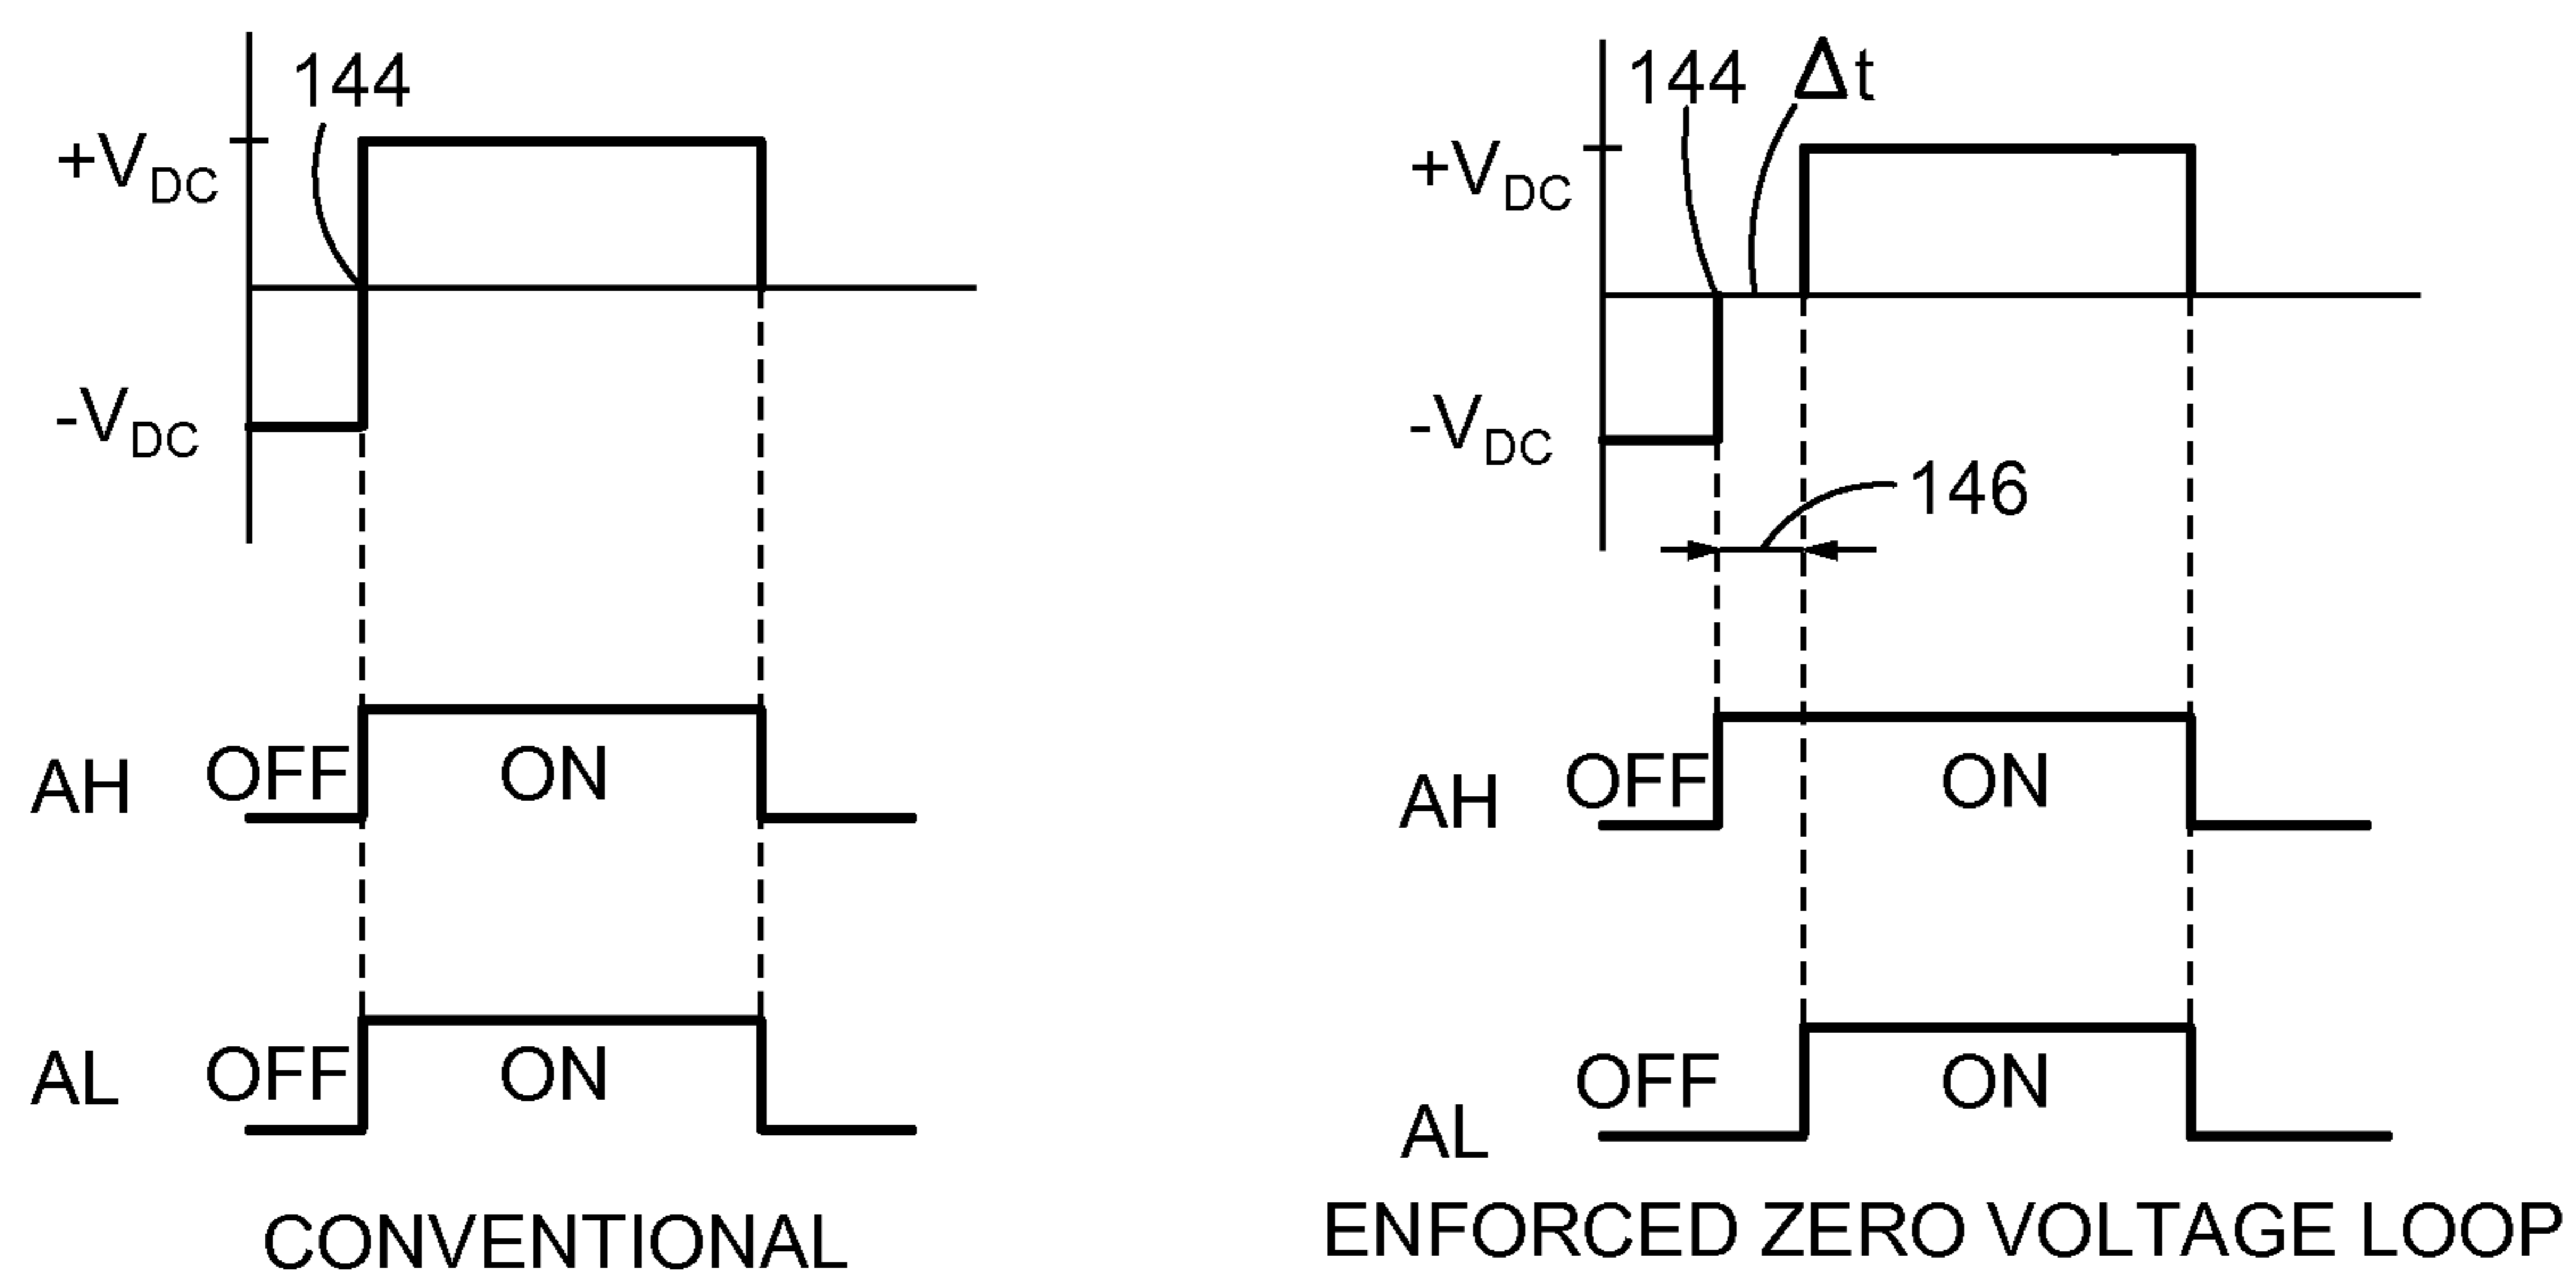 144
+VDC
-VDC
AH OFF ON
AL OFF ON
CONVENTIONAL
144 Δt
+VDC
-VDC
146
AH OFF ON
AL OFF ON
ENFORCED ZERO VOLTAGE LOOP